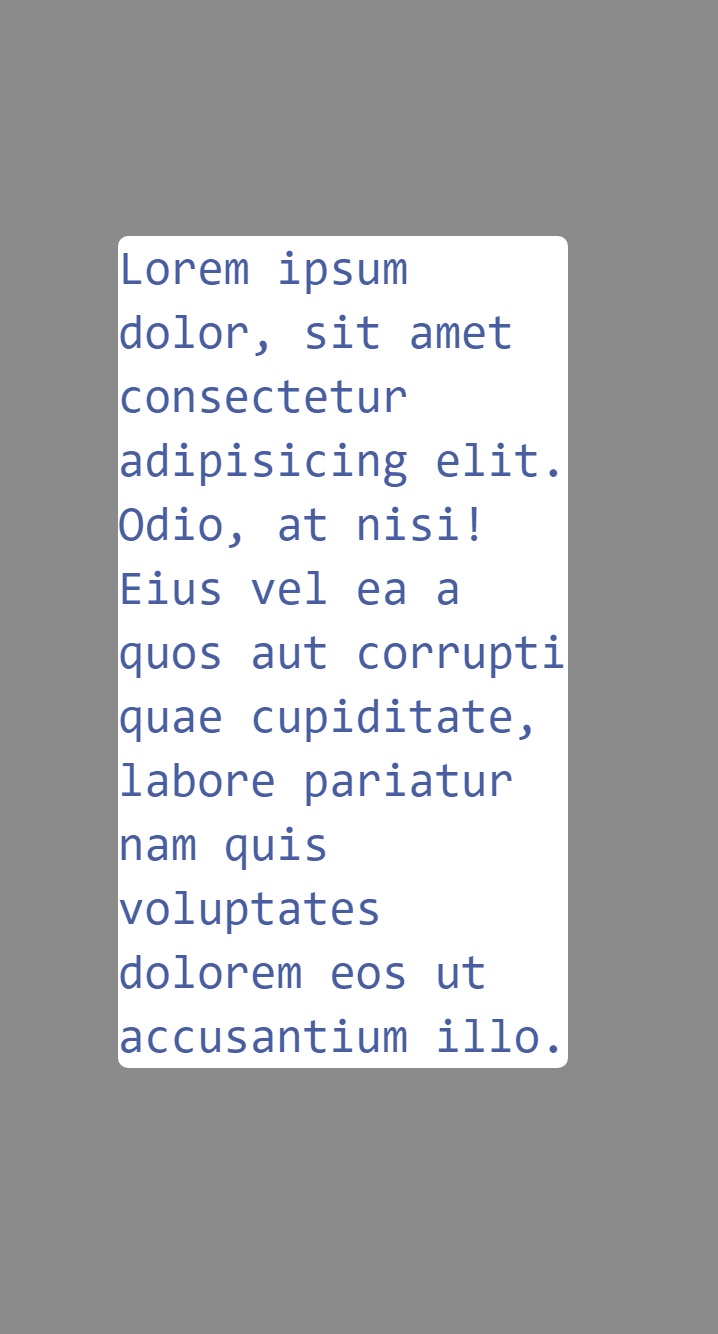 Lorem ipsum
dolor, sit amet
consectetur
adipisicing elit.
Odio, at nisi!
Eius vel ea a
quos aut corrupti
quae cupiditate,
labore pariatur
nam quis
voluptates
dolorem eos ut
accusantium illo.